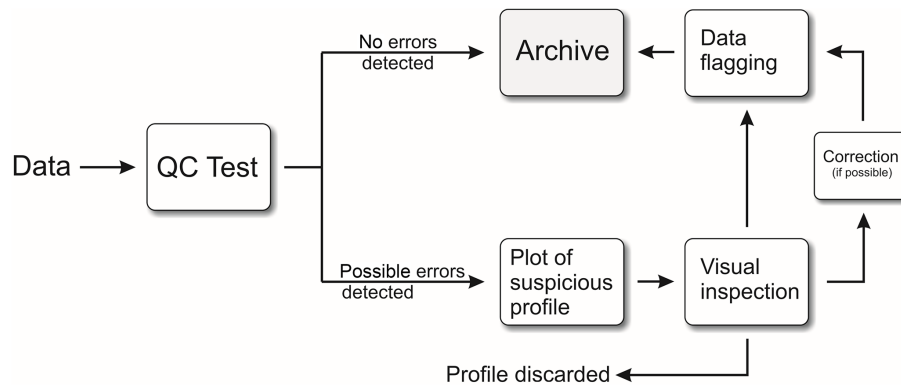 No errors
detected
Archive
Data
flagging
Data
QC Test
Correction
(if possible)
Possible errors
detected
Plot of
suspicious
profile
Visual
inspection
Profile discarded